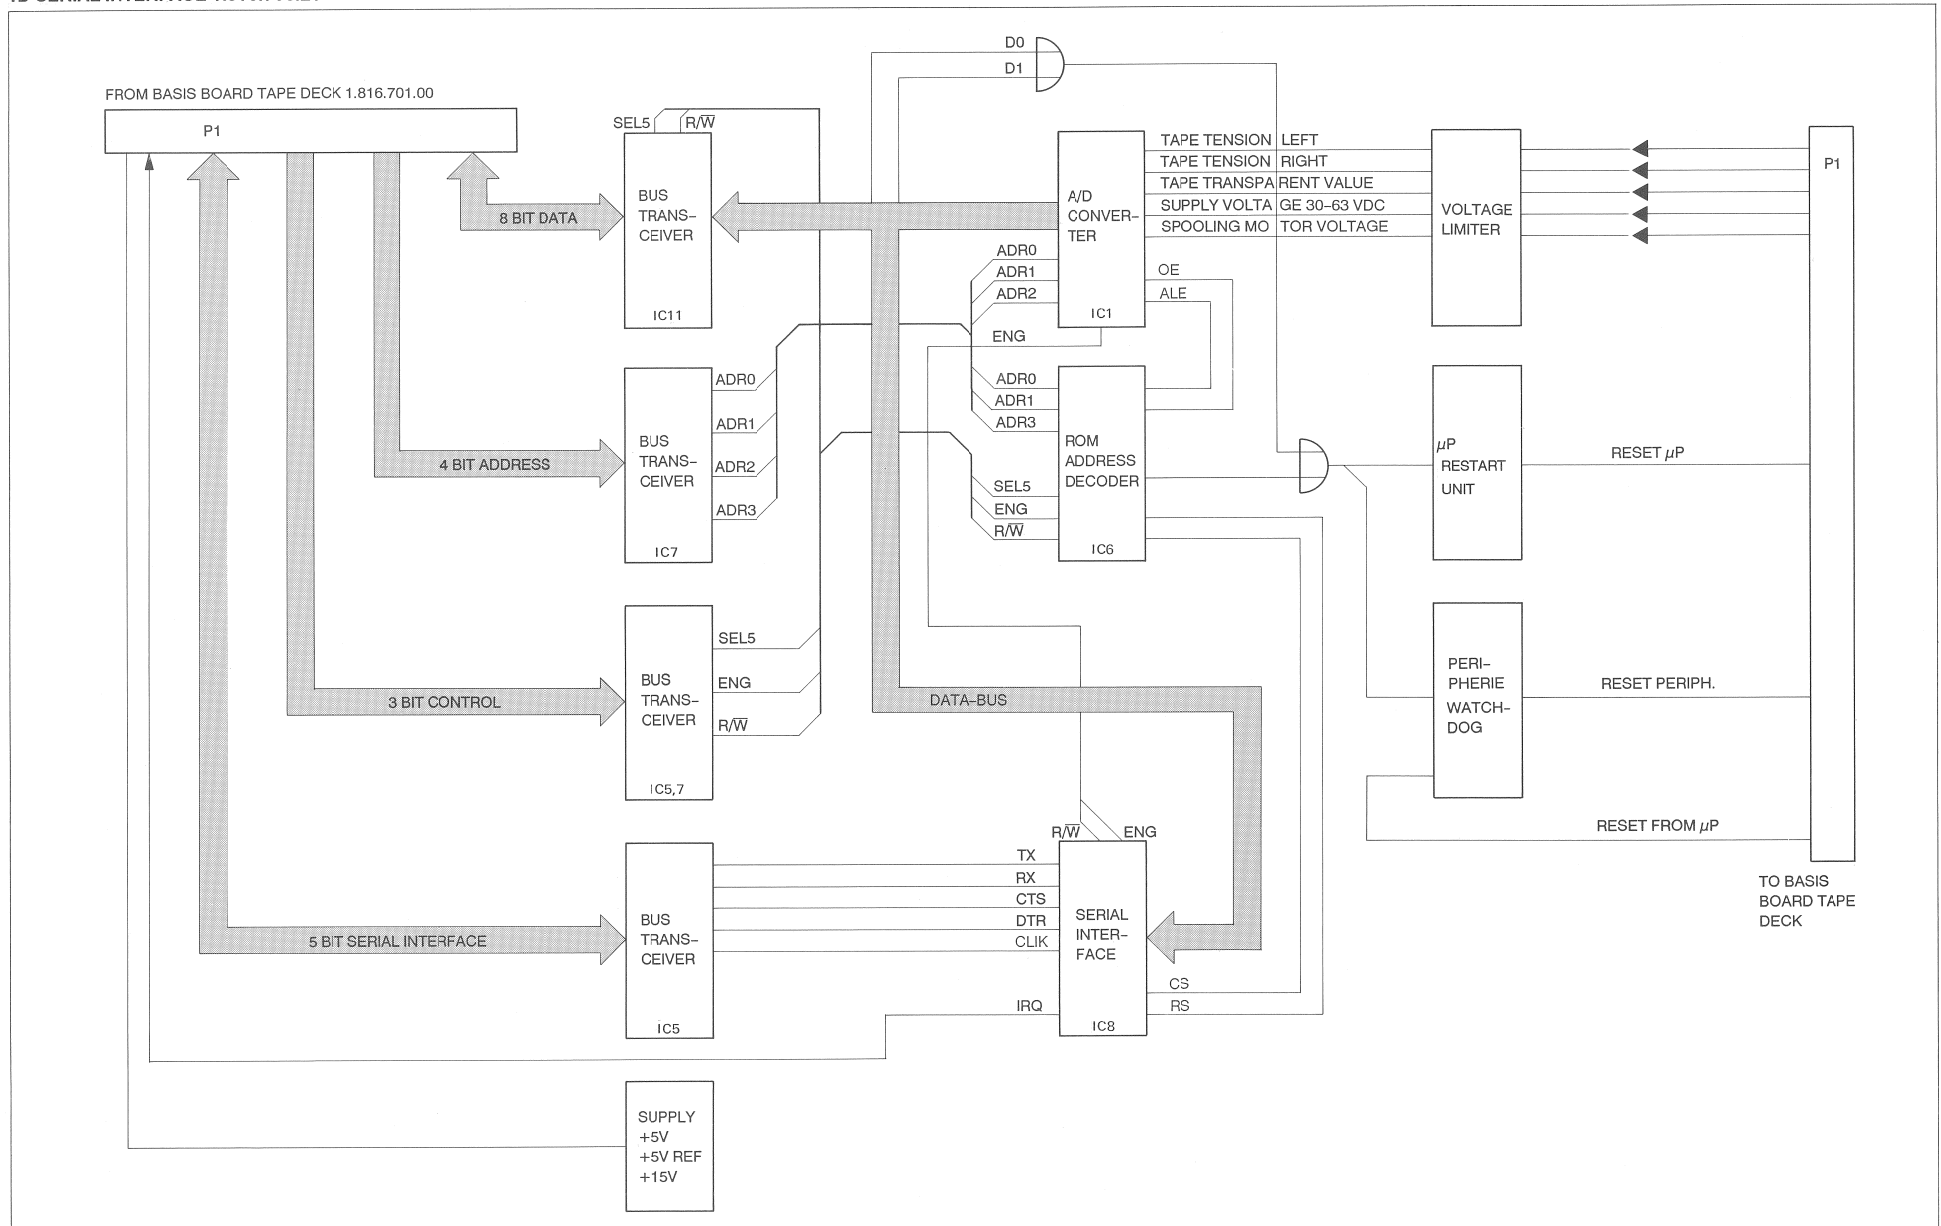 FROM BASIS BOARD TAPE DECK 1.816.701.00
P1
D0
D1
SEL5
R/W̅
BUS
TRANS–
CEIVER
IC11
8 BIT DATA
A/D
CONVER–
TER
IC1
TAPE TENSION LEFT
TAPE TENSION RIGHT
TAPE TRANSPARENT VALUE
SUPPLY VOLTAGE 30–63 VDC
SPOOLING MOTOR VOLTAGE
VOLTAGE
LIMITER
P1
ADR0
ADR1
ADR2
OE
ALE
ENG
ADR0
ADR1
ADR2
ADR3
BUS
TRANS–
CEIVER
IC7
4 BIT ADDRESS
ADR0
ADR1
ADR3
ROM
ADDRESS
DECODER
SEL5
ENG
R/W̅
IC6
µP
RESTART
UNIT
RESET µP
BUS
TRANS–
CEIVER
IC5,7
3 BIT CONTROL
SEL5
ENG
R/W̅
DATA–BUS
PERI–
PHERIE
WATCH–
DOG
RESET PERIPH.
RESET FROM µP
R/W̅
ENG
BUS
TRANS–
CEIVER
IC5
5 BIT SERIAL INTERFACE
TX
RX
CTS
DTR
CLIK
IRQ
SERIAL
INTER–
FACE
IC8
CS
RS
TO BASIS
BOARD TAPE
DECK
SUPPLY
+5V
+5V REF
+15V